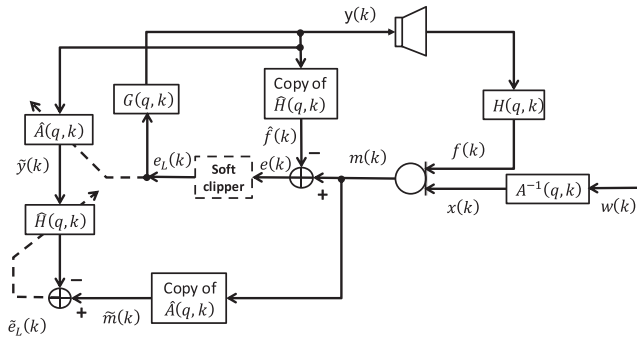 y(k)
Copy of
Ĥ(q,k)
G(q,k)
H(q,k)
Â(q,k)
f̂(k)
−
ỹ(k)
e_L(k)
Soft
clipper
e(k)
m(k)
f(k)
+
x(k)
A⁻¹(q,k)
w(k)
Ĥ(q,k)
−
+
ẽ_L(k)
m̃(k)
Copy of
Â(q,k)